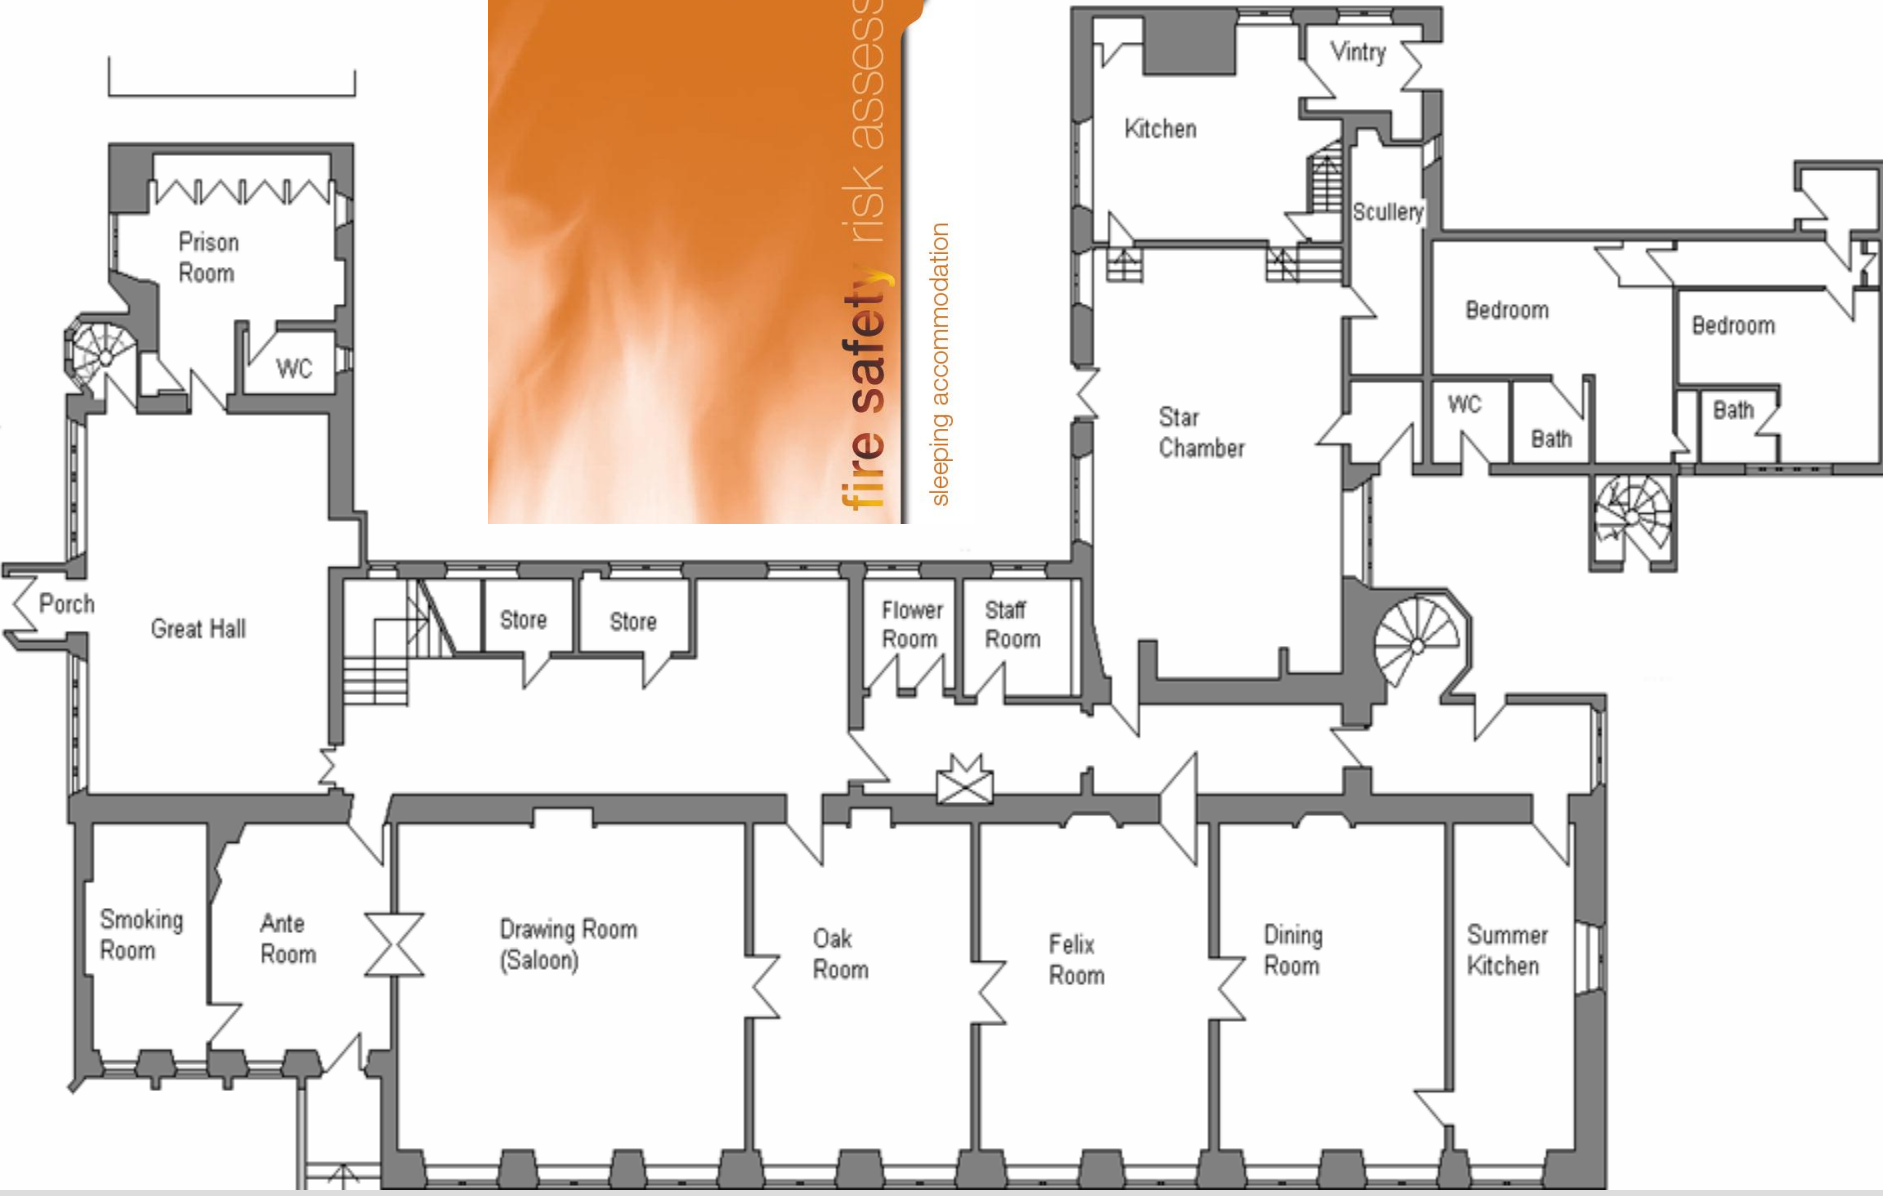 fire safety risk assess
sleeping accommodation
Vintry
Kitchen
Scullery
Prison
Room
WC
Bedroom
Bedroom
Star
Chamber
WC
Bath
Bath
Porch
Great Hall
Store
Store
Flower
Room
Staff
Room
Smoking
Room
Ante
Room
Drawing Room
(Saloon)
Oak
Room
Felix
Room
Dining
Room
Summer
Kitchen